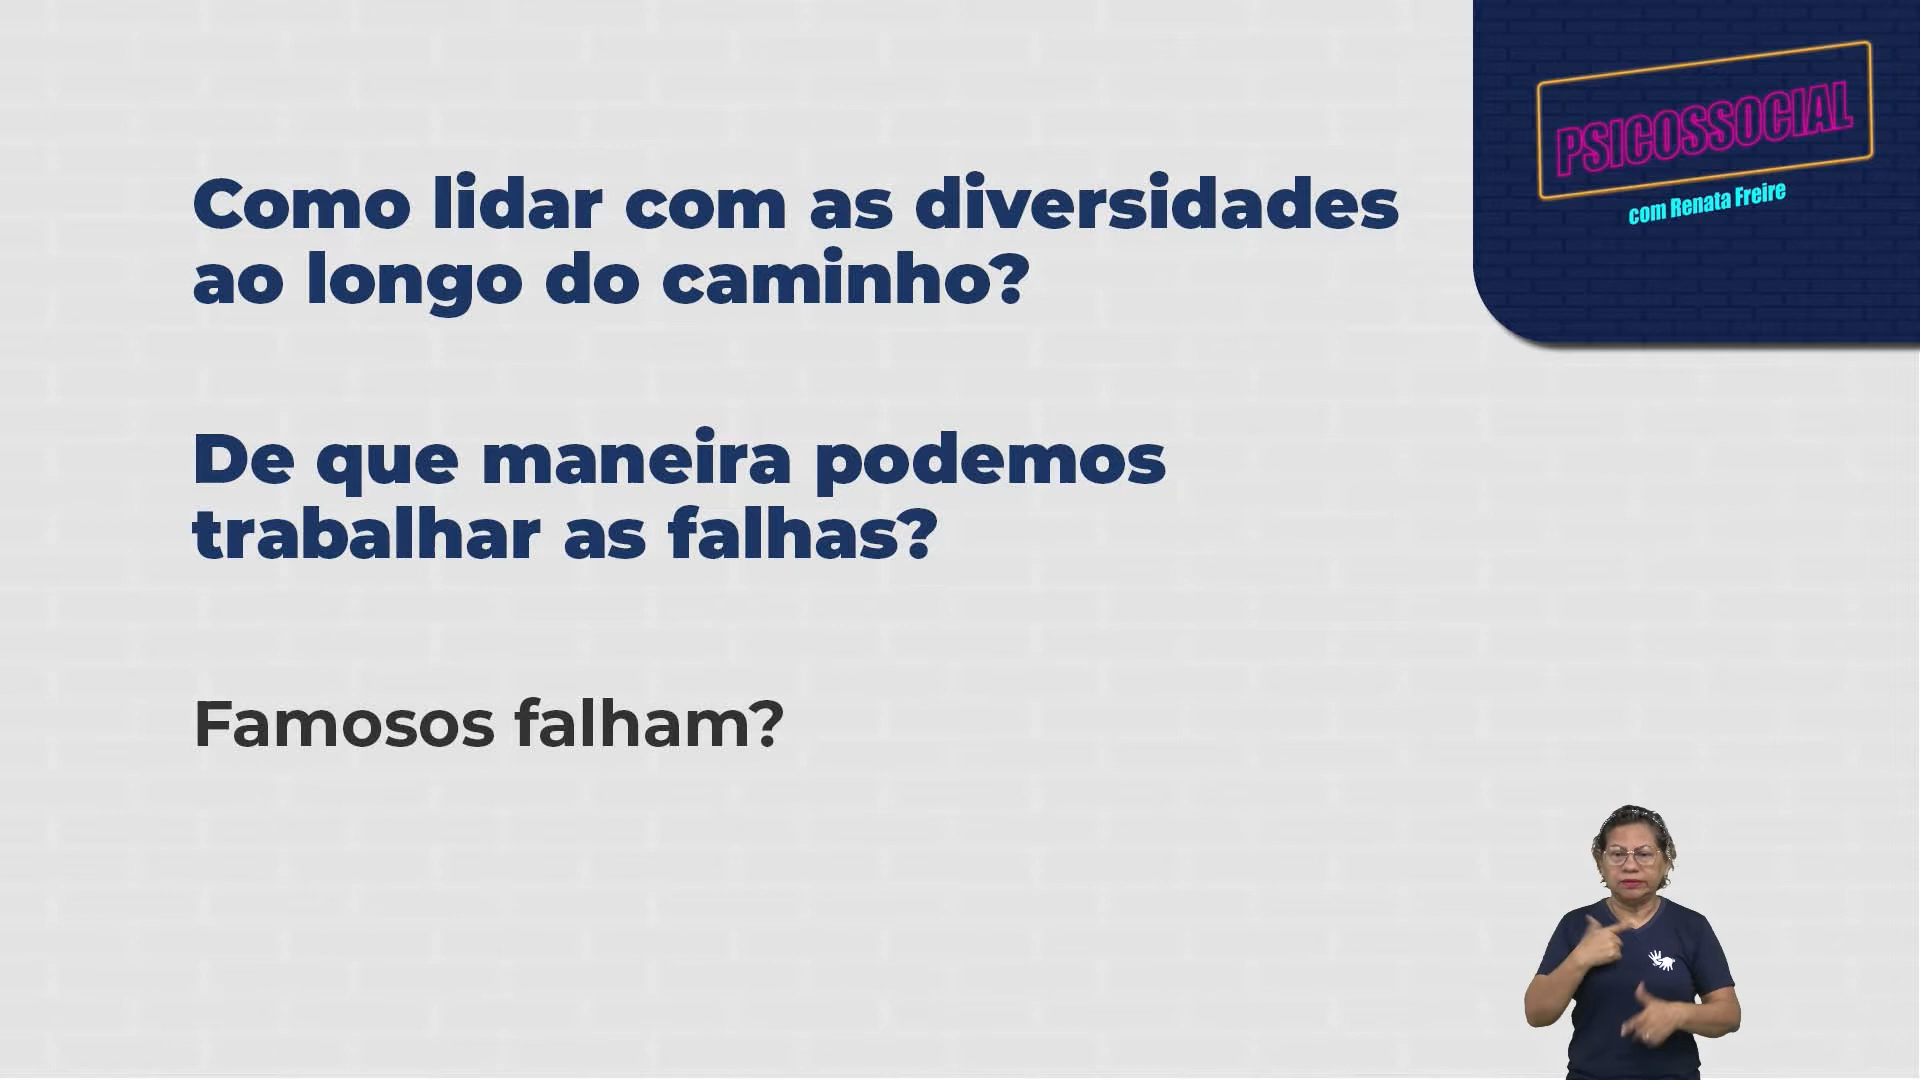 PSICOSSOCIAL
com Renata Freire
Como lidar com as diversidades
ao longo do caminho?
De que maneira podemos
trabalhar as falhas?
Famosos falham?